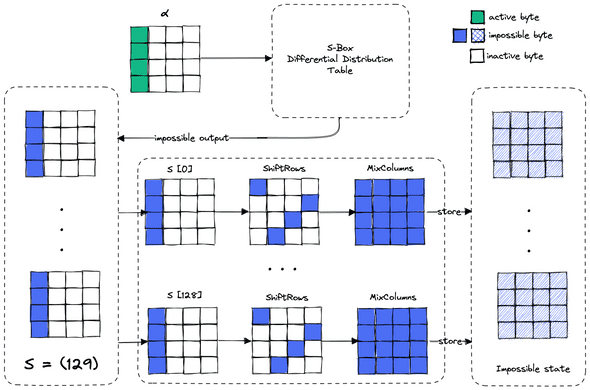 α
active byte
impossible byte
inactive byte
S-Box
Differential Distribution
Table
impossible output
S [0]
ShiftRows
MixColumns
store
S [128]
ShiftRows
MixColumns
store
S = (129)
Impossible state